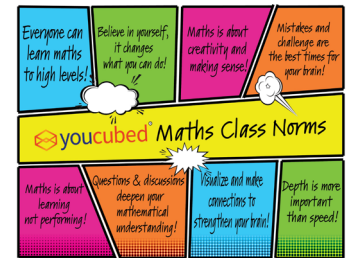 Everyone can
learn maths
to high levels!
Believe in yourself,
it changes
what you can do!
Maths is about
creativity and
making sense!
Mistakes and
challenge are
the best times for
your brain!
youcubed® Maths Class Norms
Maths is about
learning
not performing!
Questions & discussions
deepen your
mathematical
understanding!
Visualize and make
connections to
strengthen your brain!
Depth is more
important
than speed!